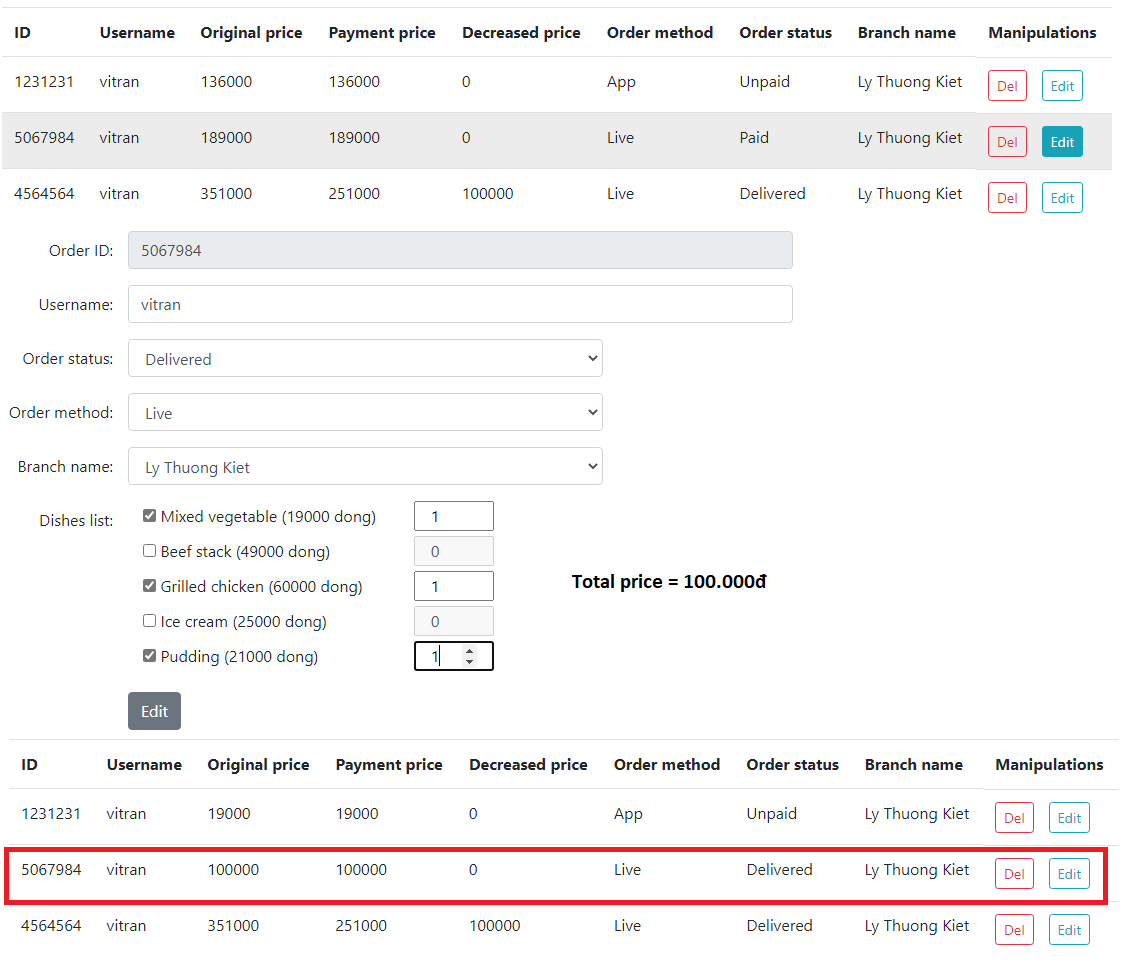 ID Username Original price Payment price Decreased price Order method Order status Branch name Manipulations
1231231 vitran 136000 136000 0 App Unpaid Ly Thuong Kiet Del Edit
5067984 vitran 189000 189000 0 Live Paid Ly Thuong Kiet Del Edit
4564564 vitran 351000 251000 100000 Live Delivered Ly Thuong Kiet Del Edit
Order ID: 5067984
Username: vitran
Order status: Delivered
Order method: Live
Branch name: Ly Thuong Kiet
Dishes list: Mixed vegetable (19000 dong) 1
Beef stack (49000 dong) 0
Grilled chicken (60000 dong) 1
Total price = 100.000đ
Ice cream (25000 dong) 0
Pudding (21000 dong) 1
Edit
ID Username Original price Payment price Decreased price Order method Order status Branch name Manipulations
1231231 vitran 19000 19000 0 App Unpaid Ly Thuong Kiet Del Edit
5067984 vitran 100000 100000 0 Live Delivered Ly Thuong Kiet Del Edit
4564564 vitran 351000 251000 100000 Live Delivered Ly Thuong Kiet Del Edit